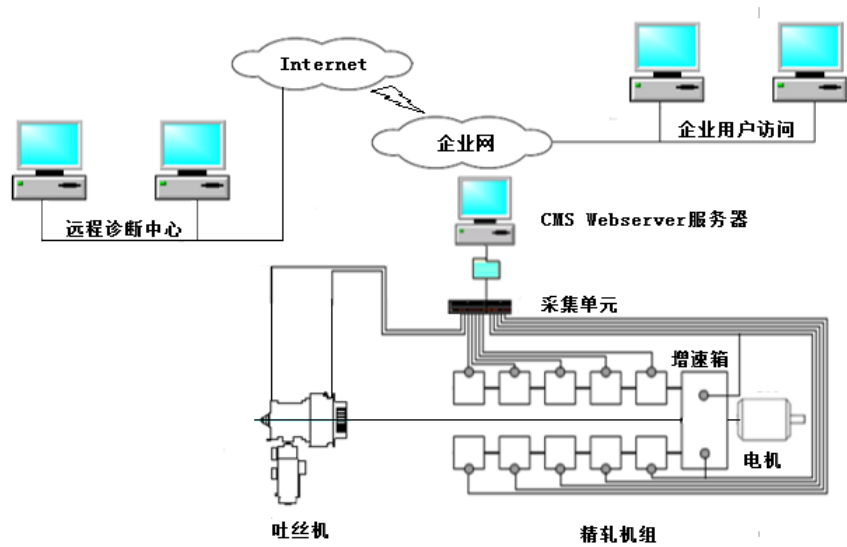 Internet
企业网
企业用户访问
远程诊断中心
CMS Webserver服务器
采集单元
增速箱
电机
吐丝机
精轧机组